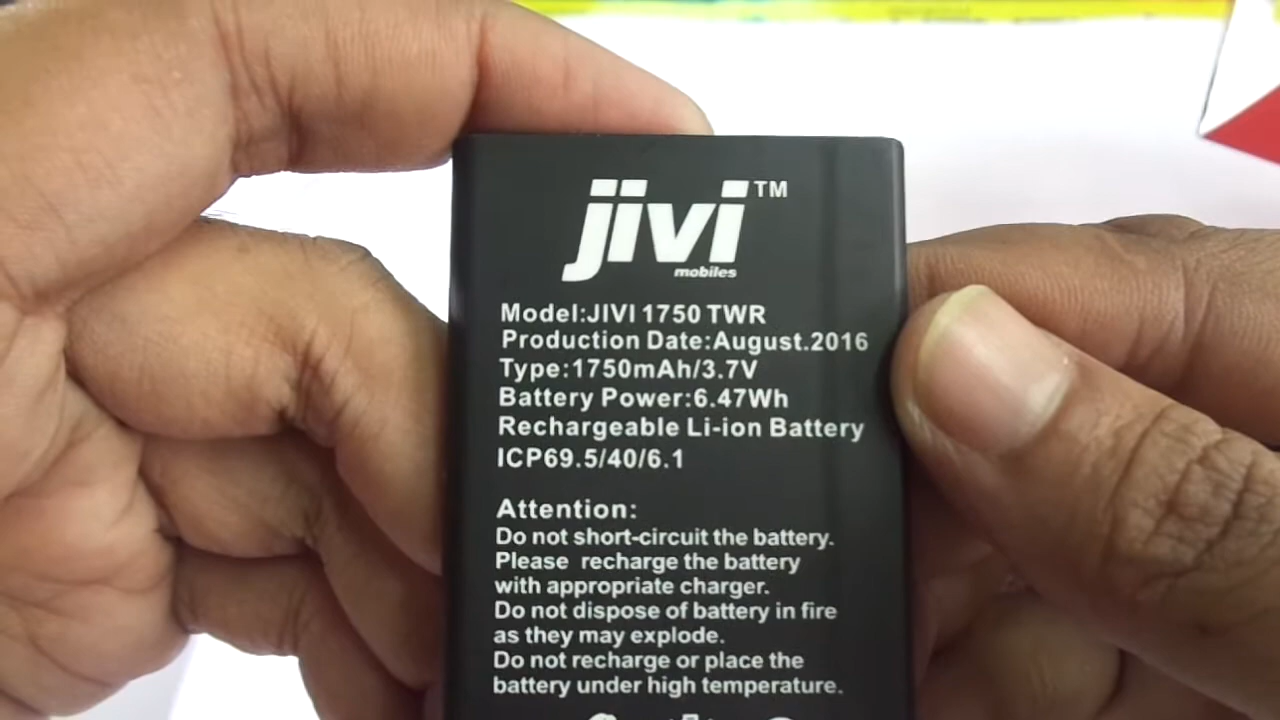 jivi™
mobiles
Model:JIVI 1750 TWR
Production Date:August.2016
Type:1750mAh/3.7V
Battery Power:6.47Wh
Rechargeable Li-ion Battery
ICP69.5/40/6.1
Attention:
Do not short-circuit the battery.
Please recharge the battery
with appropriate charger.
Do not dispose of battery in fire
as they may explode.
Do not recharge or place the
battery under high temperature.